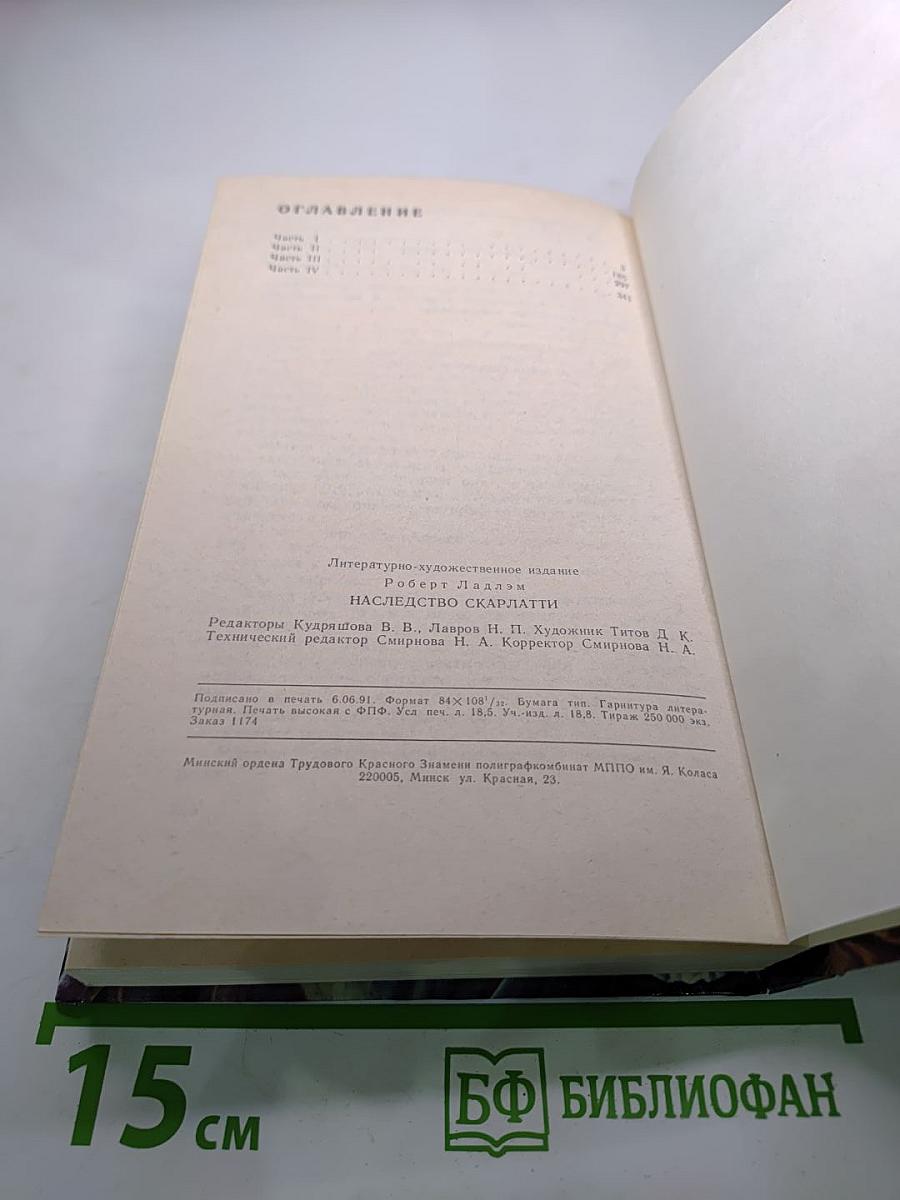 ОГЛАВЛЕНИЕ
Часть I
Часть II
Часть III
Часть IV 341
Литературно-художественное издание
Роберт Ладлэм
НАСЛЕДСТВО СКАРЛАТТИ
Редакторы Кудряшова В. В., Лавров Н. П. Художник Титов Д К.
Технический редактор Смирнова Н. А. Корректор Смирнова Н. А.
Подписано в печать 6.06.91. Формат 84×108¹/₃₂. Бумага тип. Гарнитура литера-
турная. Печать высокая с ФПФ. Усл печ. л. 18,5. Уч.-изд. л. 18,8. Тираж 250 000 экз.
Заказ 1174
Минский ордена Трудового Красного Знамени полиграфкомбинат МППО им. Я. Коласа
220005, Минск ул. Красная, 23.
15 см
БФ БИБЛИОФАН